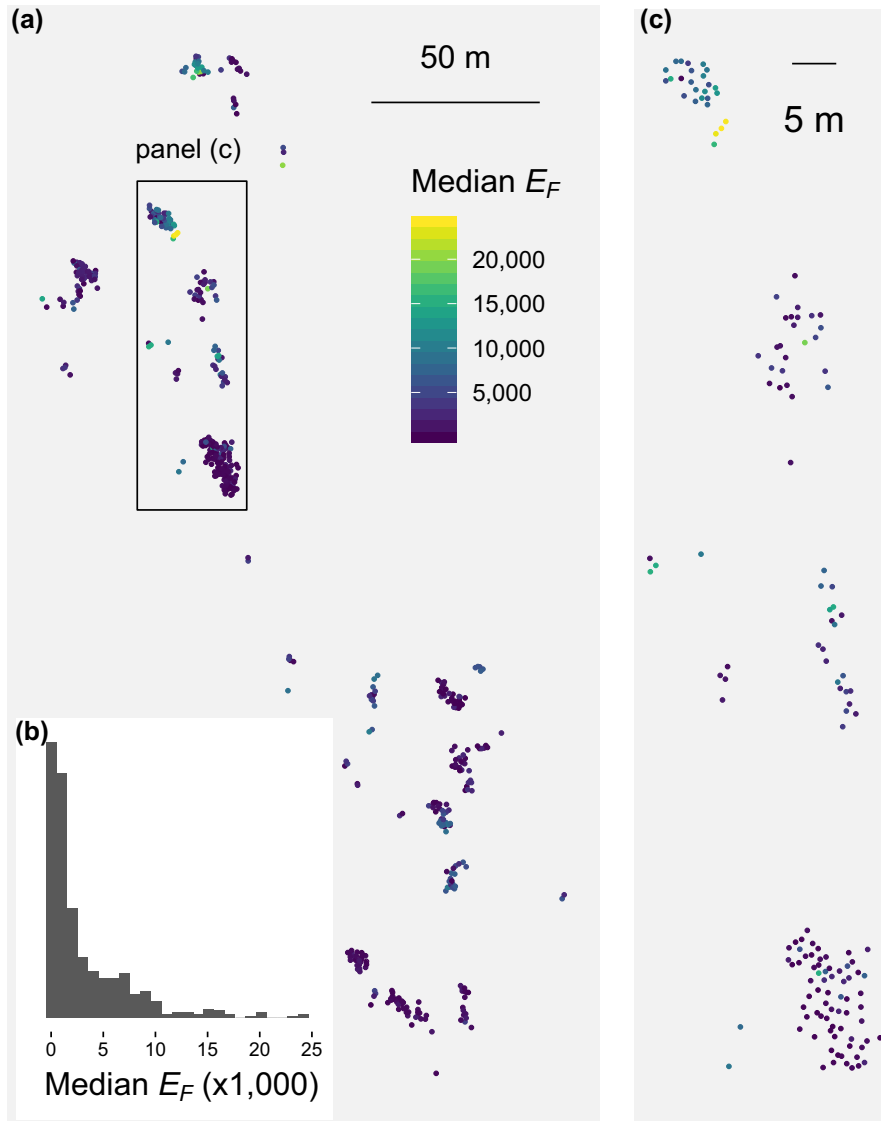 (a)
50 m
panel (c)
Median E_F
20,000
15,000
10,000
5,000
(b)
0 5 10 15 20 25
Median E_F (x1,000)
(c)
5 m